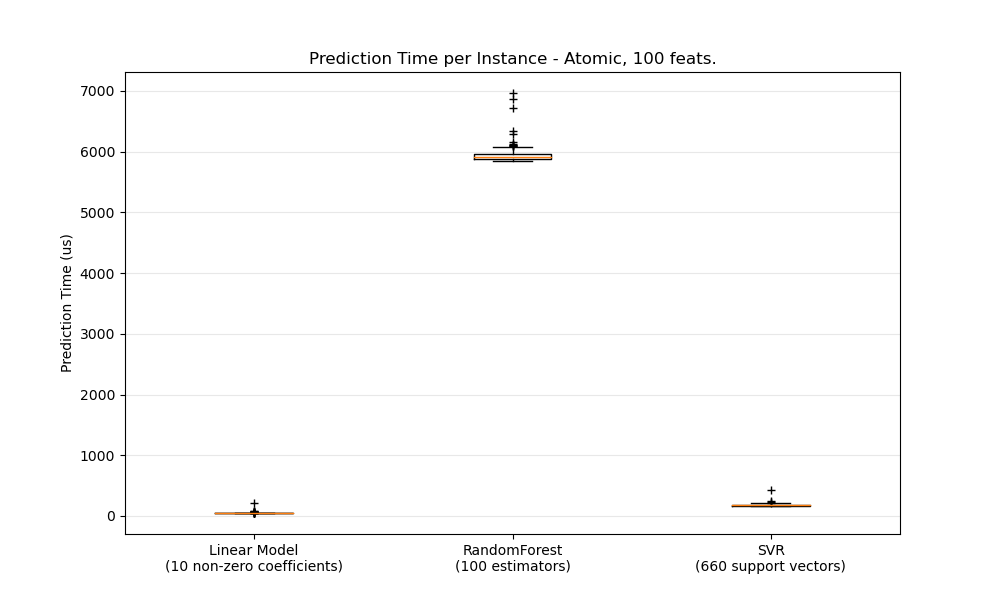 Prediction Time per Instance - Atomic, 100 feats.
Prediction Time (us)
7000
6000
5000
4000
3000
2000
1000
0
Linear Model
(10 non-zero coefficients)
RandomForest
(100 estimators)
SVR
(660 support vectors)